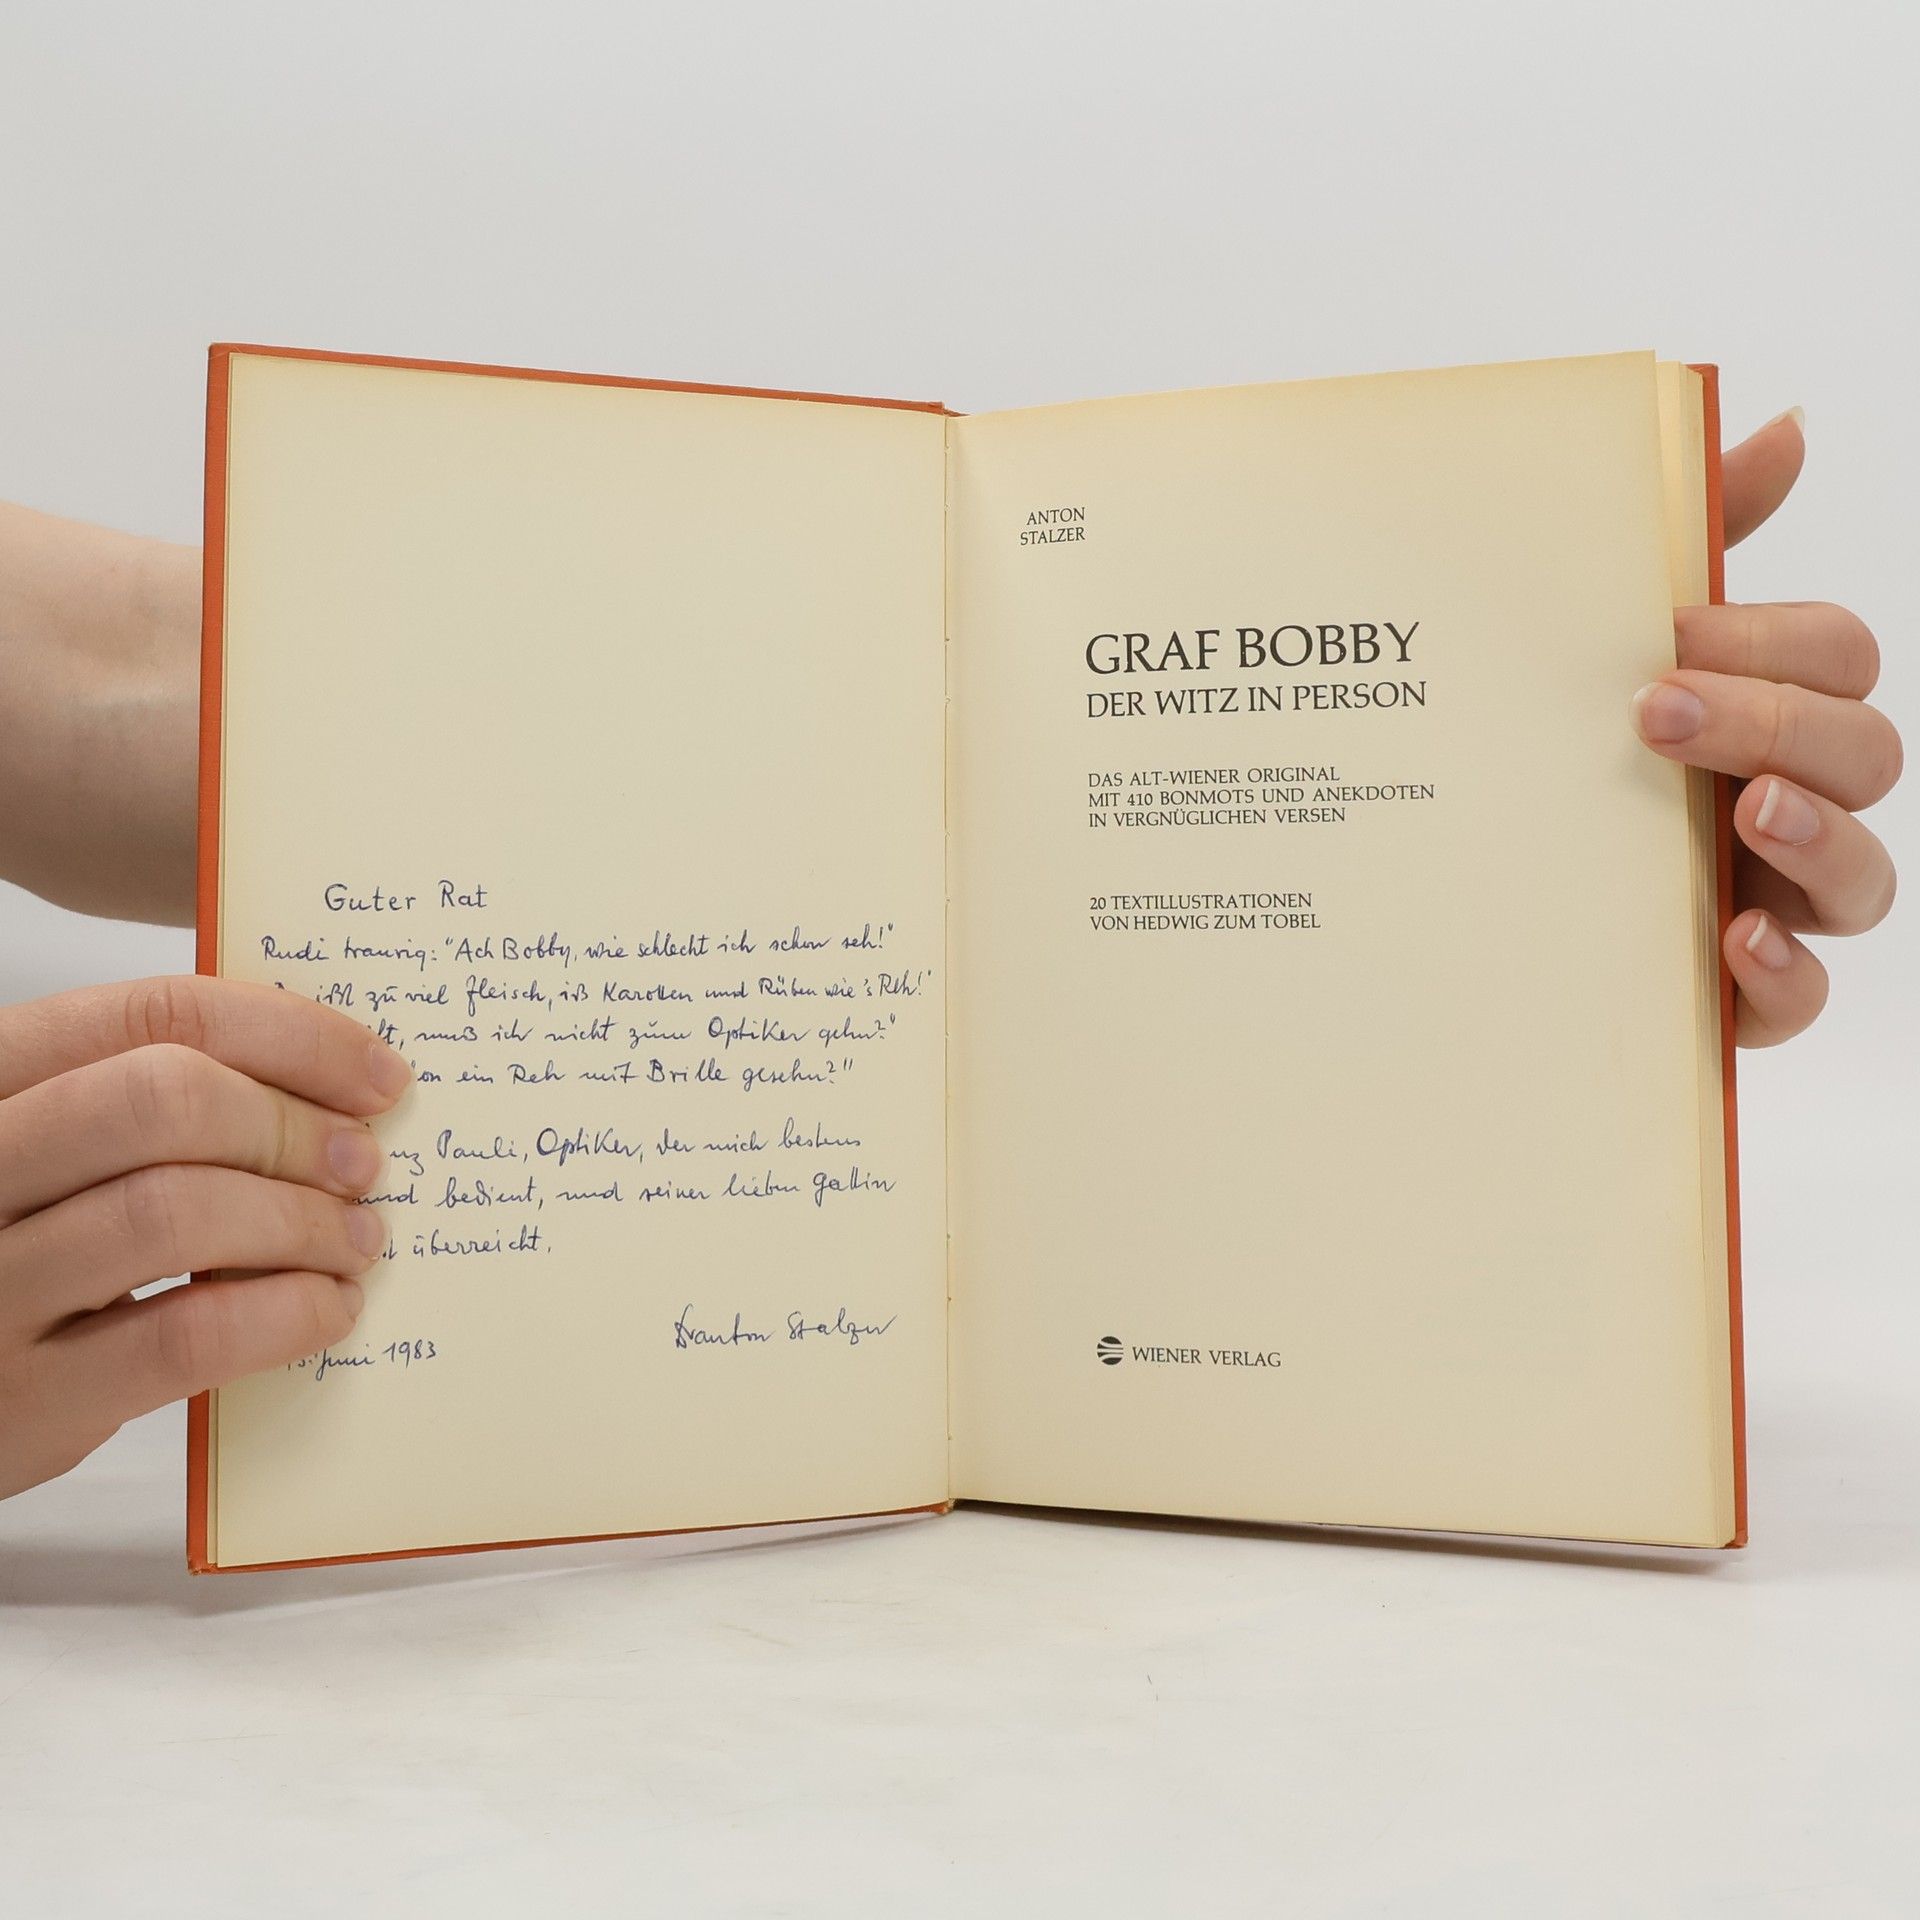 Guter Rat
Rudi traurig: "Ach Bobby, wie schlecht ich schon seh!"
ißt zu viel Fleisch, iß Karotten und Rüben wie's Reh!"
muß ich nicht zum Optiker gehn?"
ein Reh mit Brille gesehn?"
Pauli, Optiker, der mich bestens
und bedient, und seiner lieben Gattin
überreicht.
Stalzer
Juni 1983
ANTON
STALZER
GRAF BOBBY
DER WITZ IN PERSON
DAS ALT-WIENER ORIGINAL
MIT 410 BONMOTS UND ANEKDOTEN
IN VERGNÜGLICHEN VERSEN
20 TEXTILLUSTRATIONEN
VON HEDWIG ZUM TOBEL
WIENER VERLAG